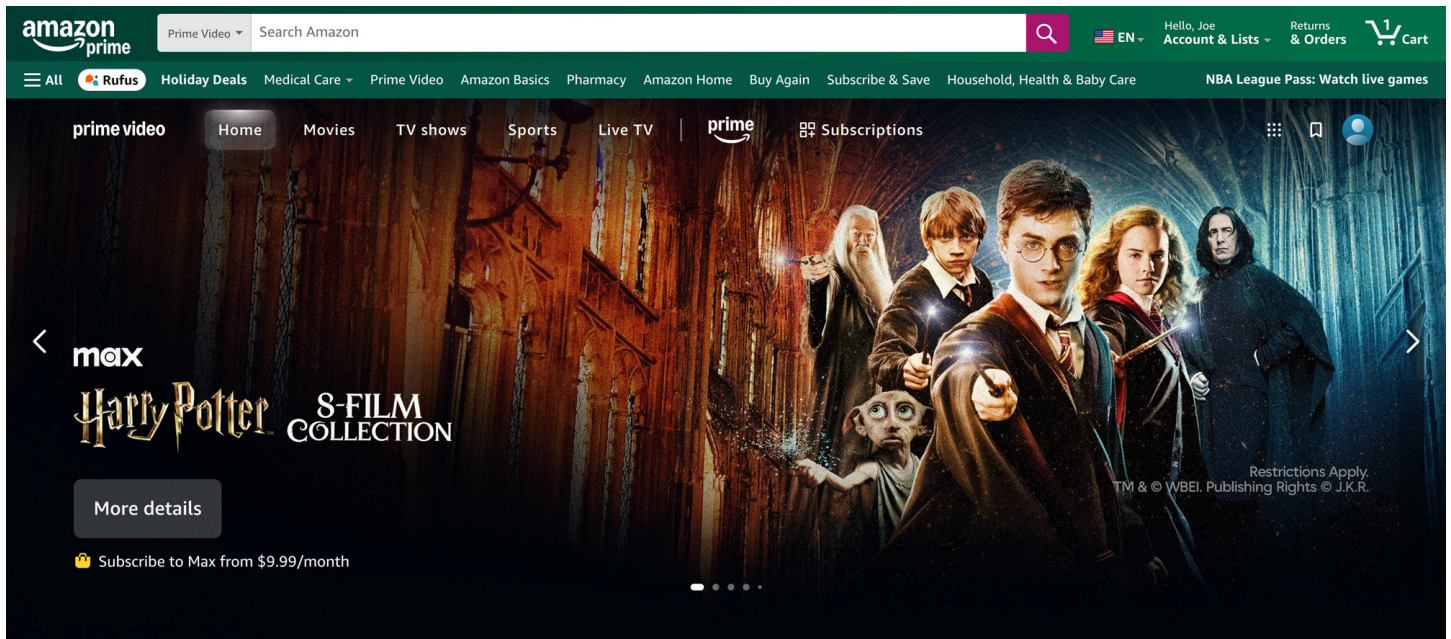 amazon prime
Prime Video
Search Amazon
EN
Hello, Joe
Account & Lists
Returns
& Orders
1
Cart
All
Rufus
Holiday Deals
Medical Care
Prime Video
Amazon Basics
Pharmacy
Amazon Home
Buy Again
Subscribe & Save
Household, Health & Baby Care
NBA League Pass: Watch live games
prime video
Home
Movies
TV shows
Sports
Live TV
prime
Subscriptions
max
Harry Potter™
8-FILM
COLLECTION
Restrictions Apply.
TM & © WBEI. Publishing Rights © J.K.R.
More details
Subscribe to Max from $9.99/month